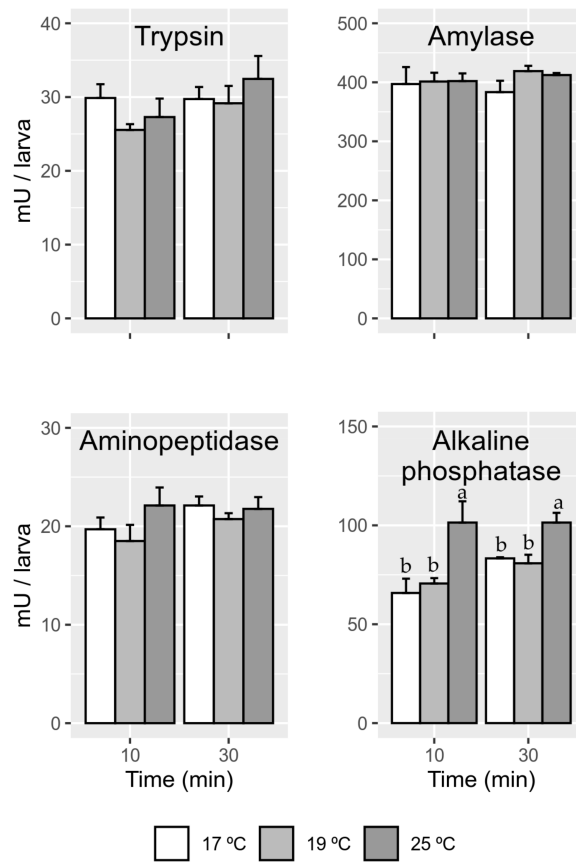 Trypsin
mU / larva
40
30
20
10
0
Amylase
500
400
300
200
100
0
Aminopeptidase
mU / larva
30
20
10
0
10
30
Time (min)
Alkaline
phosphatase
150
100
50
0
b
b
a
b
b
a
10
30
Time (min)
17 ºC
19 ºC
25 ºC